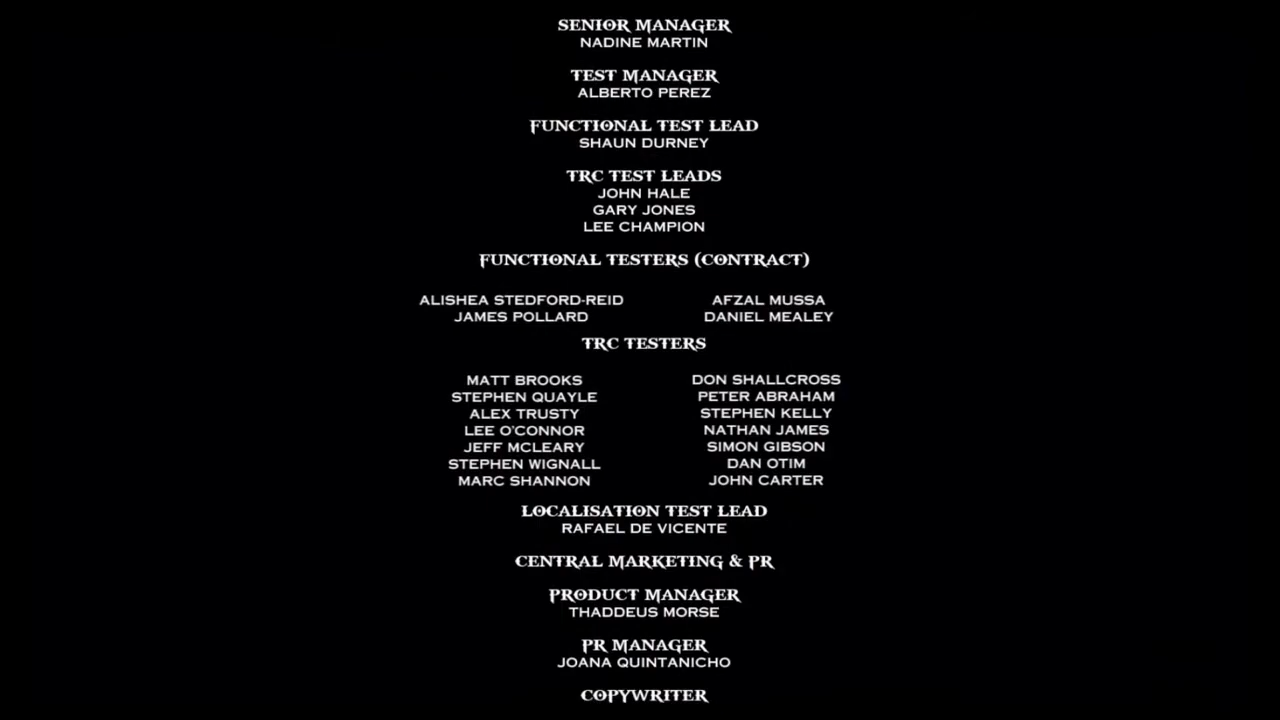 SENIOR MANAGER
NADINE MARTIN
TEST MANAGER
ALBERTO PEREZ
FUNCTIONAL TEST LEAD
SHAUN DURNEY
TRC TEST LEADS
JOHN HALE
GARY JONES
LEE CHAMPION
FUNCTIONAL TESTERS (CONTRACT)
ALISHEA STEDFORD-REID AFZAL MUSSA
JAMES POLLARD DANIEL MEALEY
TRC TESTERS
MATT BROOKS DON SHALLCROSS
STEPHEN QUAYLE PETER ABRAHAM
ALEX TRUSTY STEPHEN KELLY
LEE O'CONNOR NATHAN JAMES
JEFF MCLEARY SIMON GIBSON
STEPHEN WIGNALL DAN OTIM
MARC SHANNON JOHN CARTER
LOCALISATION TEST LEAD
RAFAEL DE VICENTE
CENTRAL MARKETING & PR
PRODUCT MANAGER
THADDEUS MORSE
PR MANAGER
JOANA QUINTANICHO
COPYWRITER